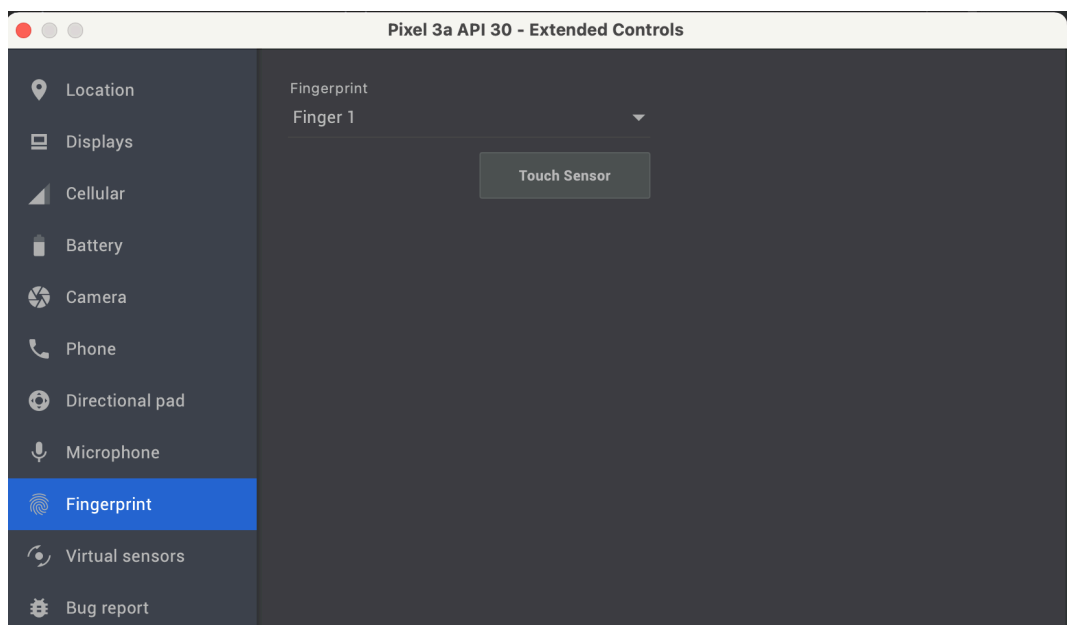 Pixel 3a API 30 - Extended Controls
Location
Displays
Cellular
Battery
Camera
Phone
Directional pad
Microphone
Fingerprint
Virtual sensors
Bug report
Fingerprint
Finger 1
Touch Sensor